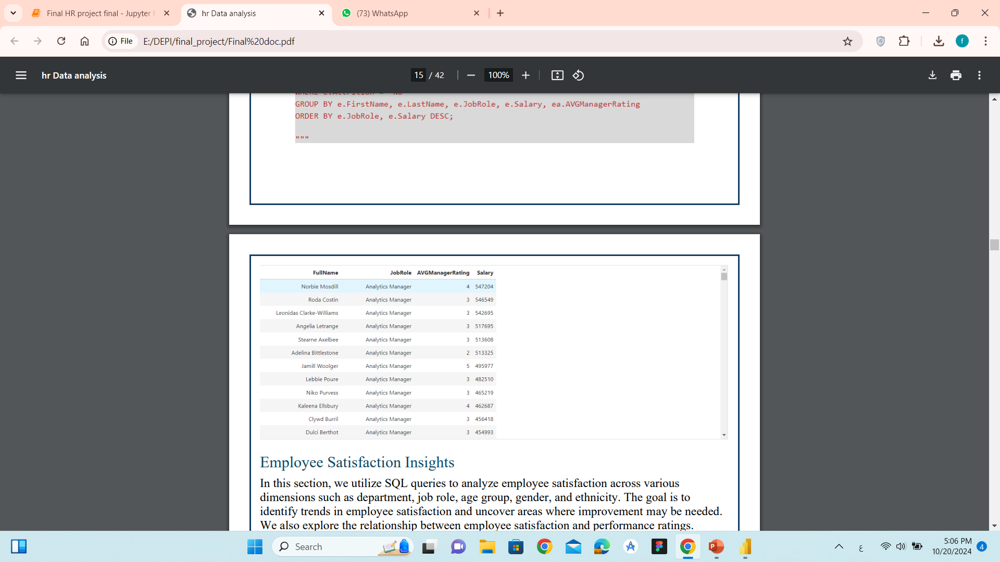 Final HR project final - Jupyter N
hr Data analysis
(73) WhatsApp
File
E:/DEPI/final_project/Final%20doc.pdf
f
hr Data analysis
15 / 42
100%
WHERE e.Attrition = 'No'
GROUP BY e.FirstName, e.LastName, e.JobRole, e.Salary, ea.AVGManagerRating
ORDER BY e.JobRole, e.Salary DESC;
"""
FullName JobRole AVGManagerRating Salary
Norbie Mosdill Analytics Manager 4 547204
Roda Costin Analytics Manager 3 546549
Leonidas Clarke-Williams Analytics Manager 3 542695
Angelia Letrange Analytics Manager 3 517695
Stearne Axelbee Analytics Manager 3 513608
Adelina Bittlestone Analytics Manager 2 513325
Jamill Woolger Analytics Manager 5 495977
Lebbie Poure Analytics Manager 3 482510
Niko Purvess Analytics Manager 3 465219
Kaleena Ellsbury Analytics Manager 4 462687
Clywd Burril Analytics Manager 3 456418
Dulci Berthot Analytics Manager 3 454993
Employee Satisfaction Insights
In this section, we utilize SQL queries to analyze employee satisfaction across various
dimensions such as department, job role, age group, gender, and ethnicity. The goal is to
identify trends in employee satisfaction and uncover areas where improvement may be needed.
We also explore the relationship between employee satisfaction and performance ratings.
Search
ع
5:06 PM
10/20/2024
4